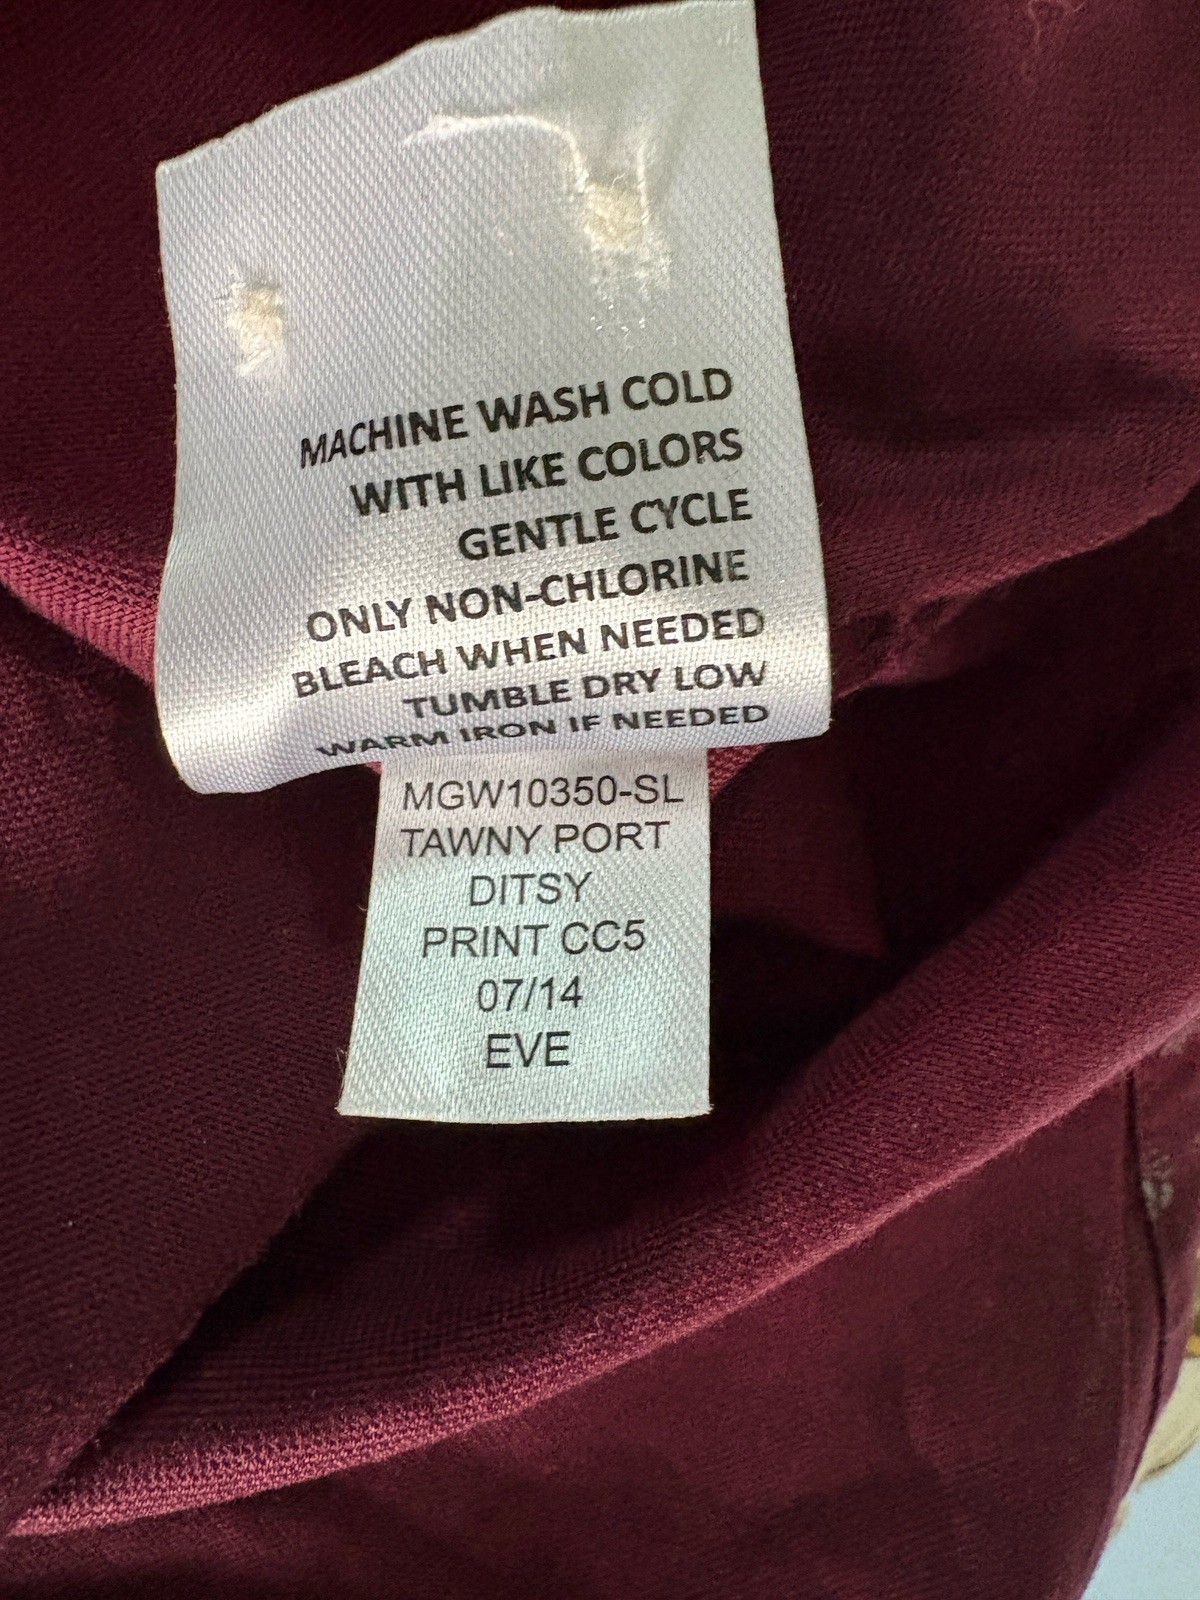 MACHINE WASH COLD
WITH LIKE COLORS
GENTLE CYCLE
ONLY NON-CHLORINE
BLEACH WHEN NEEDED
TUMBLE DRY LOW
WARM IRON IF NEEDED
MGW10350-SL
TAWNY PORT
DITSY
PRINT CC5
07/14
EVE